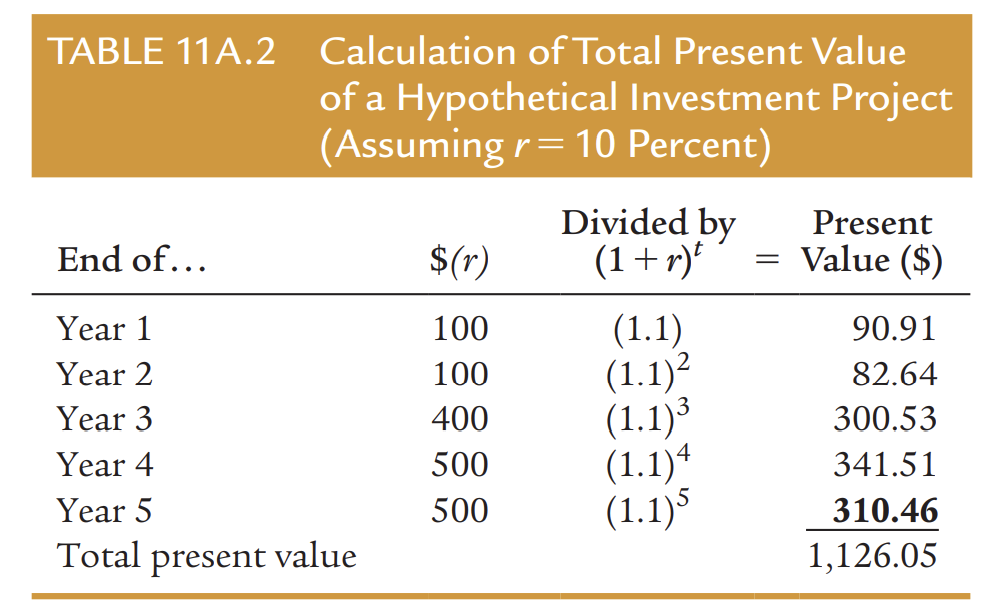 TABLE 11A.2 Calculation of Total Present Value
of a Hypothetical Investment Project
(Assuming r = 10 Percent)
Divided by Present
End of… $(r) (1 + r)^t = Value ($)
Year 1 100 (1.1) 90.91
Year 2 100 (1.1)² 82.64
Year 3 400 (1.1)³ 300.53
Year 4 500 (1.1)⁴ 341.51
Year 5 500 (1.1)⁵ 310.46
Total present value 1,126.05